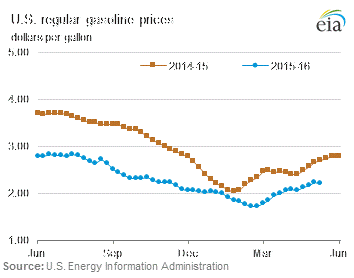 U.S. regular gasoline prices
dollars per gallon
eia
5.00
2014-15
2015-16
4.00
3.00
2.00
1.00
Jun
Sep
Dec
Mar
Jun
Source: U.S. Energy Information Administration